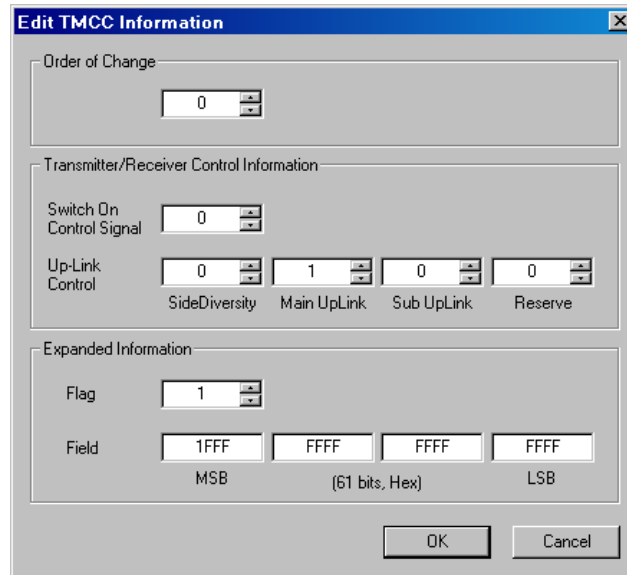 Edit TMCC Information
Order of Change
0
Transmitter/Receiver Control Information
Switch On
Control Signal
0
Up-Link
Control
0 1 0 0
SideDiversity Main UpLink Sub UpLink Reserve
Expanded Information
Flag 1
Field 1FFF FFFF FFFF FFFF
MSB (61 bits, Hex) LSB
OK Cancel